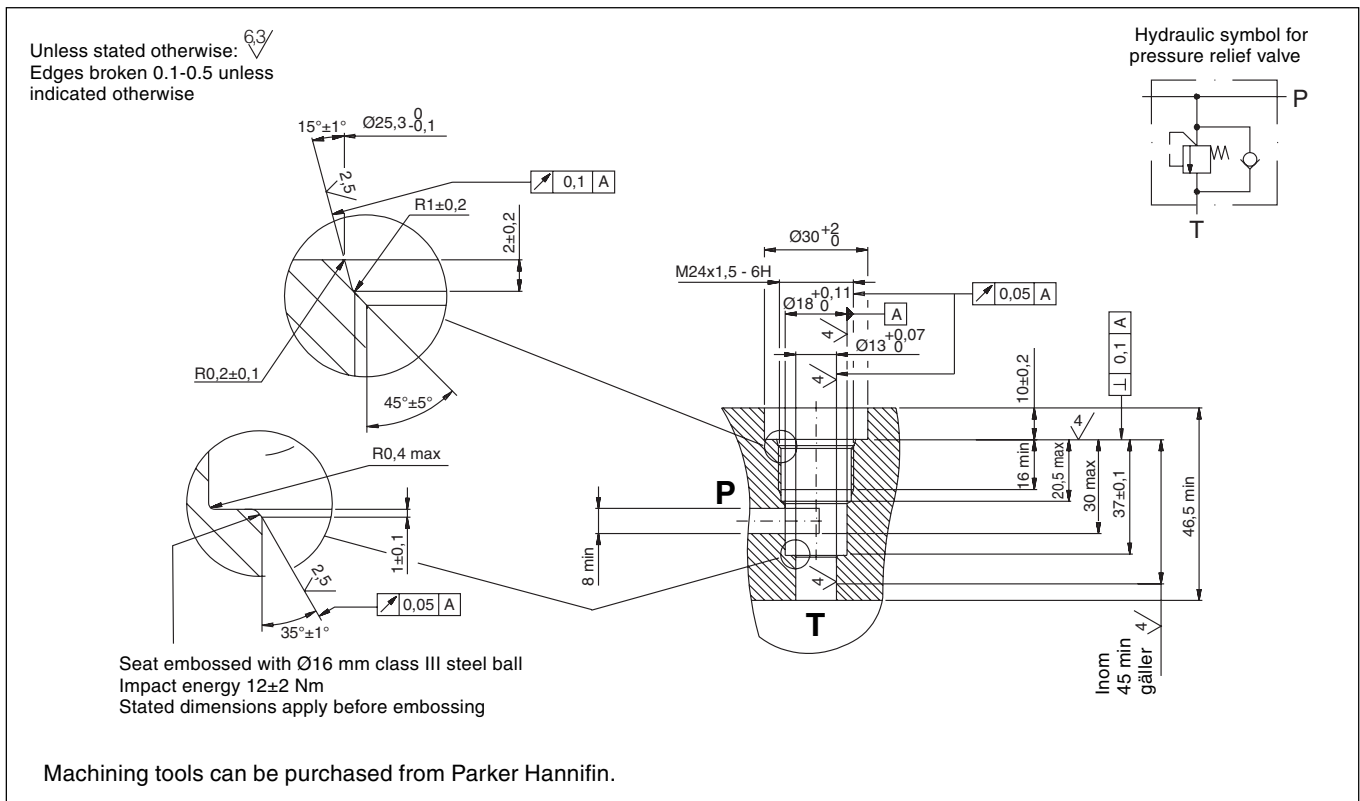 Unless stated otherwise: 6,3
Edges broken 0.1-0.5 unless
indicated otherwise
Hydraulic symbol for
pressure relief valve
P
T
15°±1°
Ø25,3 0 -0,1
2,5
0,1 A
R1±0,2
2±0,2
R0,2±0,1
45°±5°
Ø30 +2 0
M24x1,5 - 6H
Ø18 +0,11 0
A
0,05 A
4
Ø13 +0,07 0
4
10±0,2
⊥ 0,1 A
4
16 min
20,5 max
30 max
37±0,1
46,5 min
P
8 min
4
T
Inom
45 min
gäller
4
R0,4 max
1±0,1
2,5
0,05 A
35°±1°
Seat embossed with Ø16 mm class III steel ball
Impact energy 12±2 Nm
Stated dimensions apply before embossing
Machining tools can be purchased from Parker Hannifin.